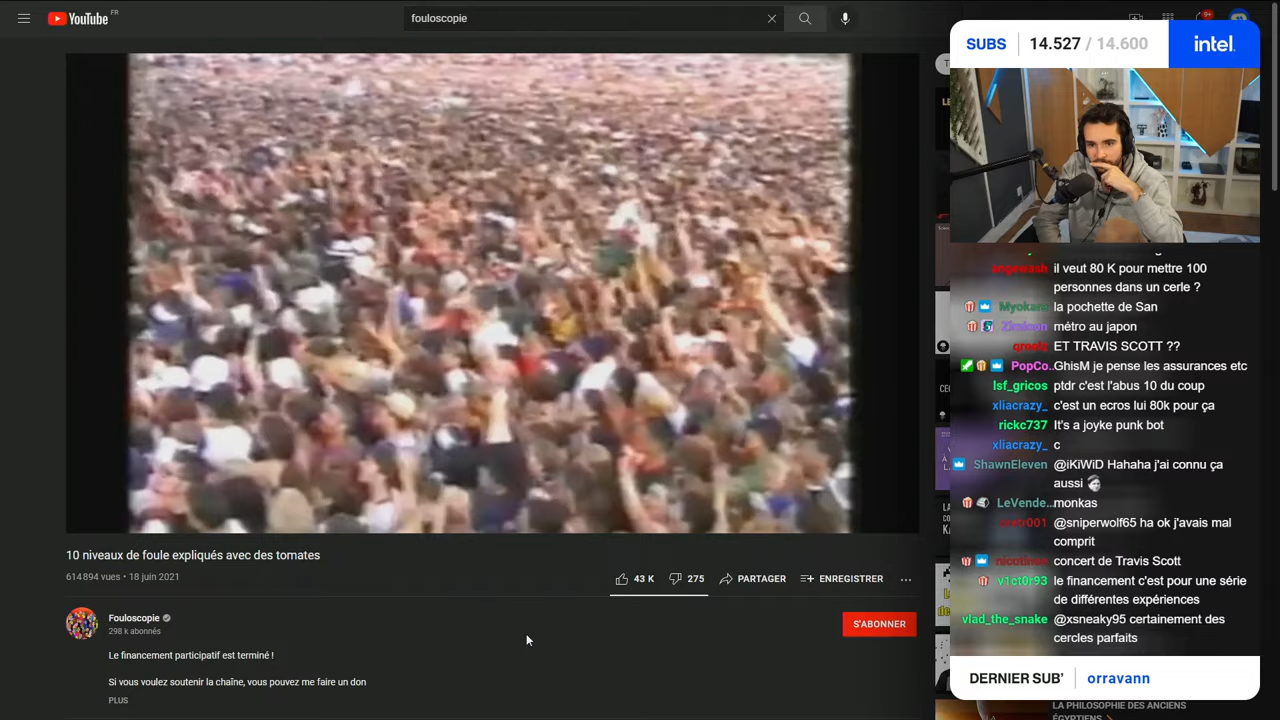 YouTube FR
fouloscopie
9+
SUBS 14.527 / 14.600 intel.
il veut 80 K pour mettre 100
personnes dans un cerle ?
Myokara la pochette de San
métro au japon
ET TRAVIS SCOTT ??
PopCo.. GhisM je pense les assurances etc
lsf_gricos ptdr c'est l'abus 10 du coup
xliacrazy_ c'est un ecros lui 80k pour ça
rickc737 It's a joyke punk bot
xliacrazy_ c
ShawnEleven @iKiWiD Hahaha j'ai connu ça
aussi
LeVende... monkas
@sniperwolf65 ha ok j'avais mal
comprit
concert de Travis Scott
v1ct0r93 le financement c'est pour une série
de différentes expériences
vlad_the_snake @xsneaky95 certainement des
cercles parfaits
DERNIER SUB' orravann
10 niveaux de foule expliqués avec des tomates
614 894 vues • 18 juin 2021
43 K 275 PARTAGER ENREGISTRER ...
Fouloscopie
298 k abonnés
S'ABONNER
Le financement participatif est terminé !
Si vous voulez soutenir la chaîne, vous pouvez me faire un don
PLUS
LA PHILOSOPHIE DES ANCIENS
ÉGYPTIENS